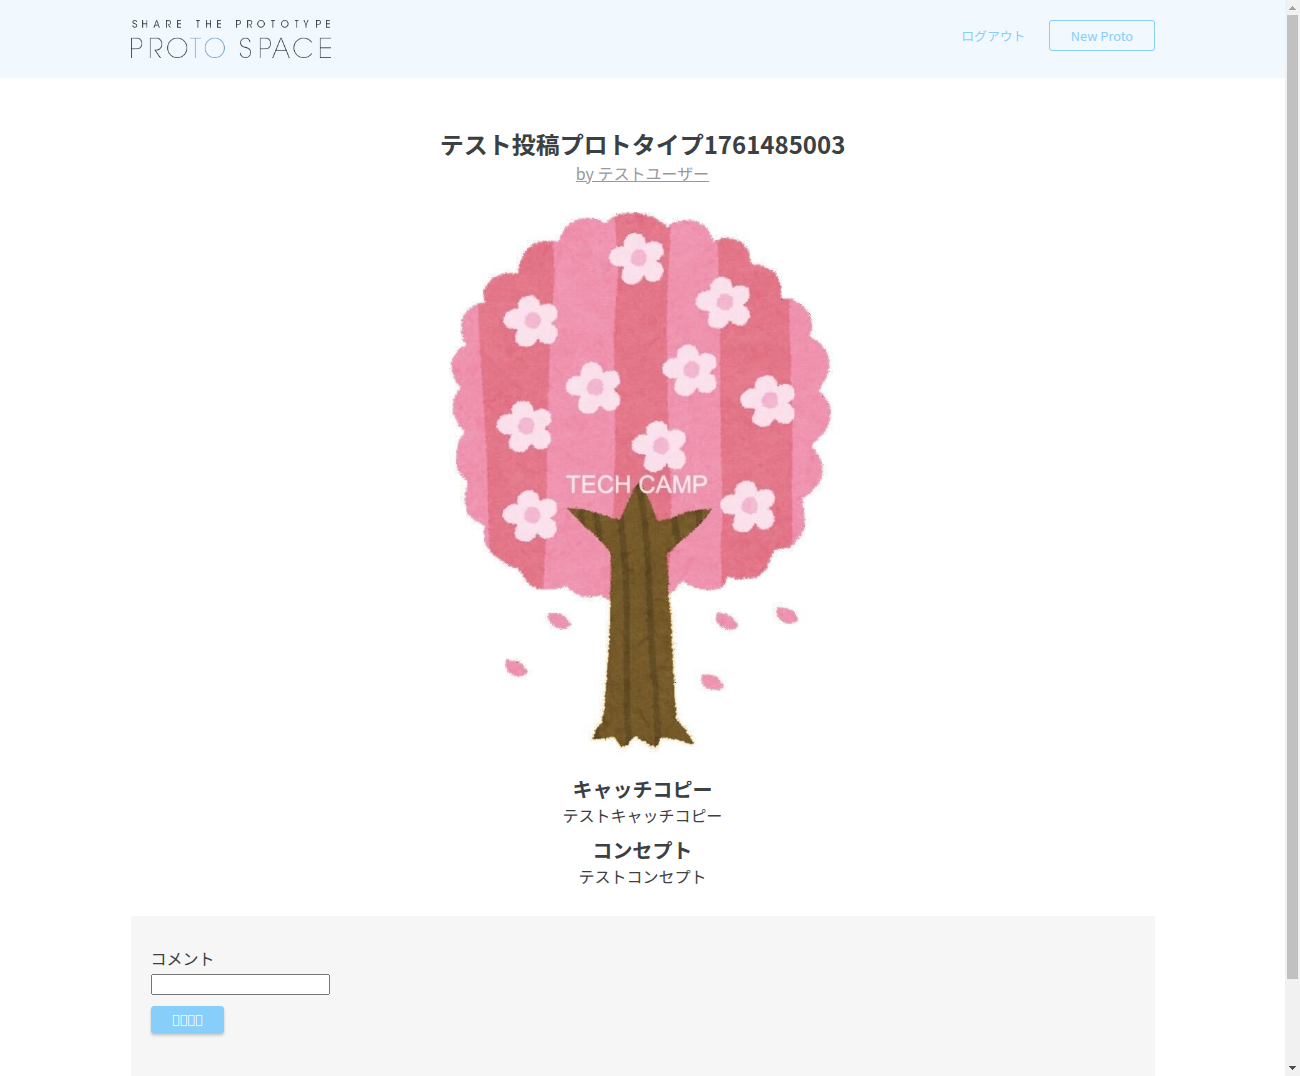 SHARE THE PROTOTYPE
PROTO SPACE
ログアウト
New Proto
テスト投稿プロトタイプ1761485003
by テストユーザー
TECH CAMP
キャッチコピー
テストキャッチコピー
コンセプト
テストコンセプト
コメント